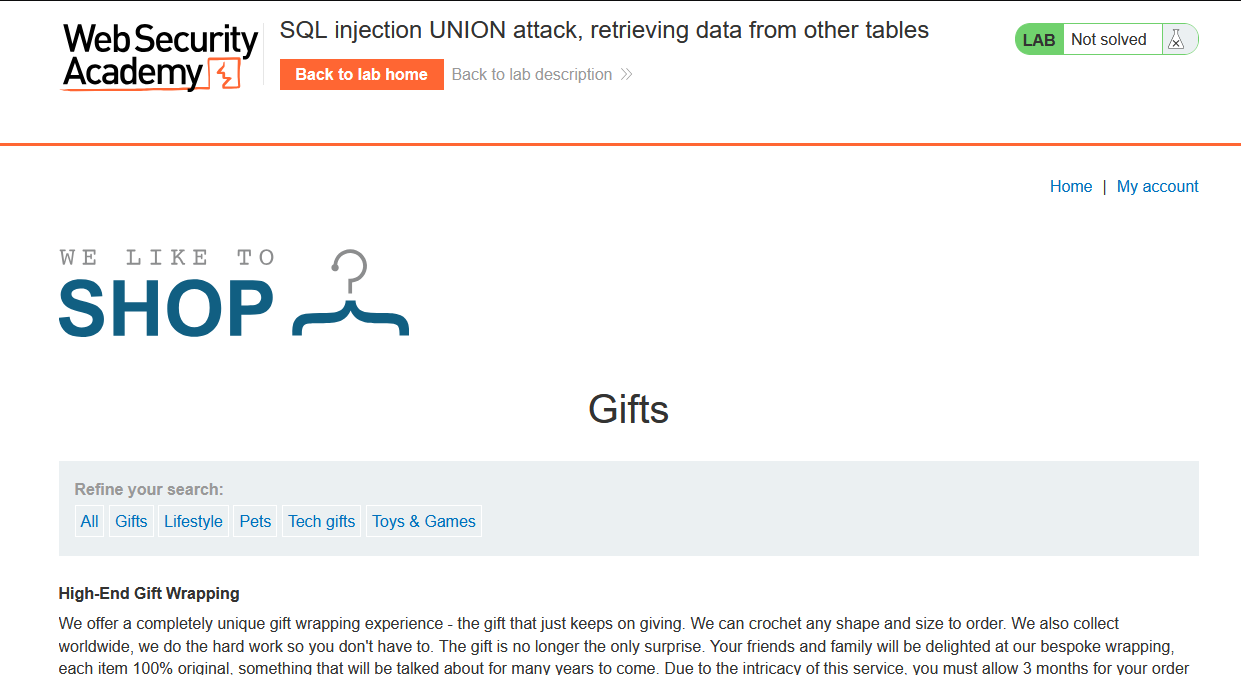 Web Security
Academy
SQL injection UNION attack, retrieving data from other tables
Back to lab home
Back to lab description
LAB
Not solved
Home | My account
WE LIKE TO
SHOP
Gifts
Refine your search:
All
Gifts
Lifestyle
Pets
Tech gifts
Toys & Games
High-End Gift Wrapping
We offer a completely unique gift wrapping experience - the gift that just keeps on giving. We can crochet any shape and size to order. We also collect
worldwide, we do the hard work so you don't have to. The gift is no longer the only surprise. Your friends and family will be delighted at our bespoke wrapping,
each item 100% original, something that will be talked about for many years to come. Due to the intricacy of this service, you must allow 3 months for your order